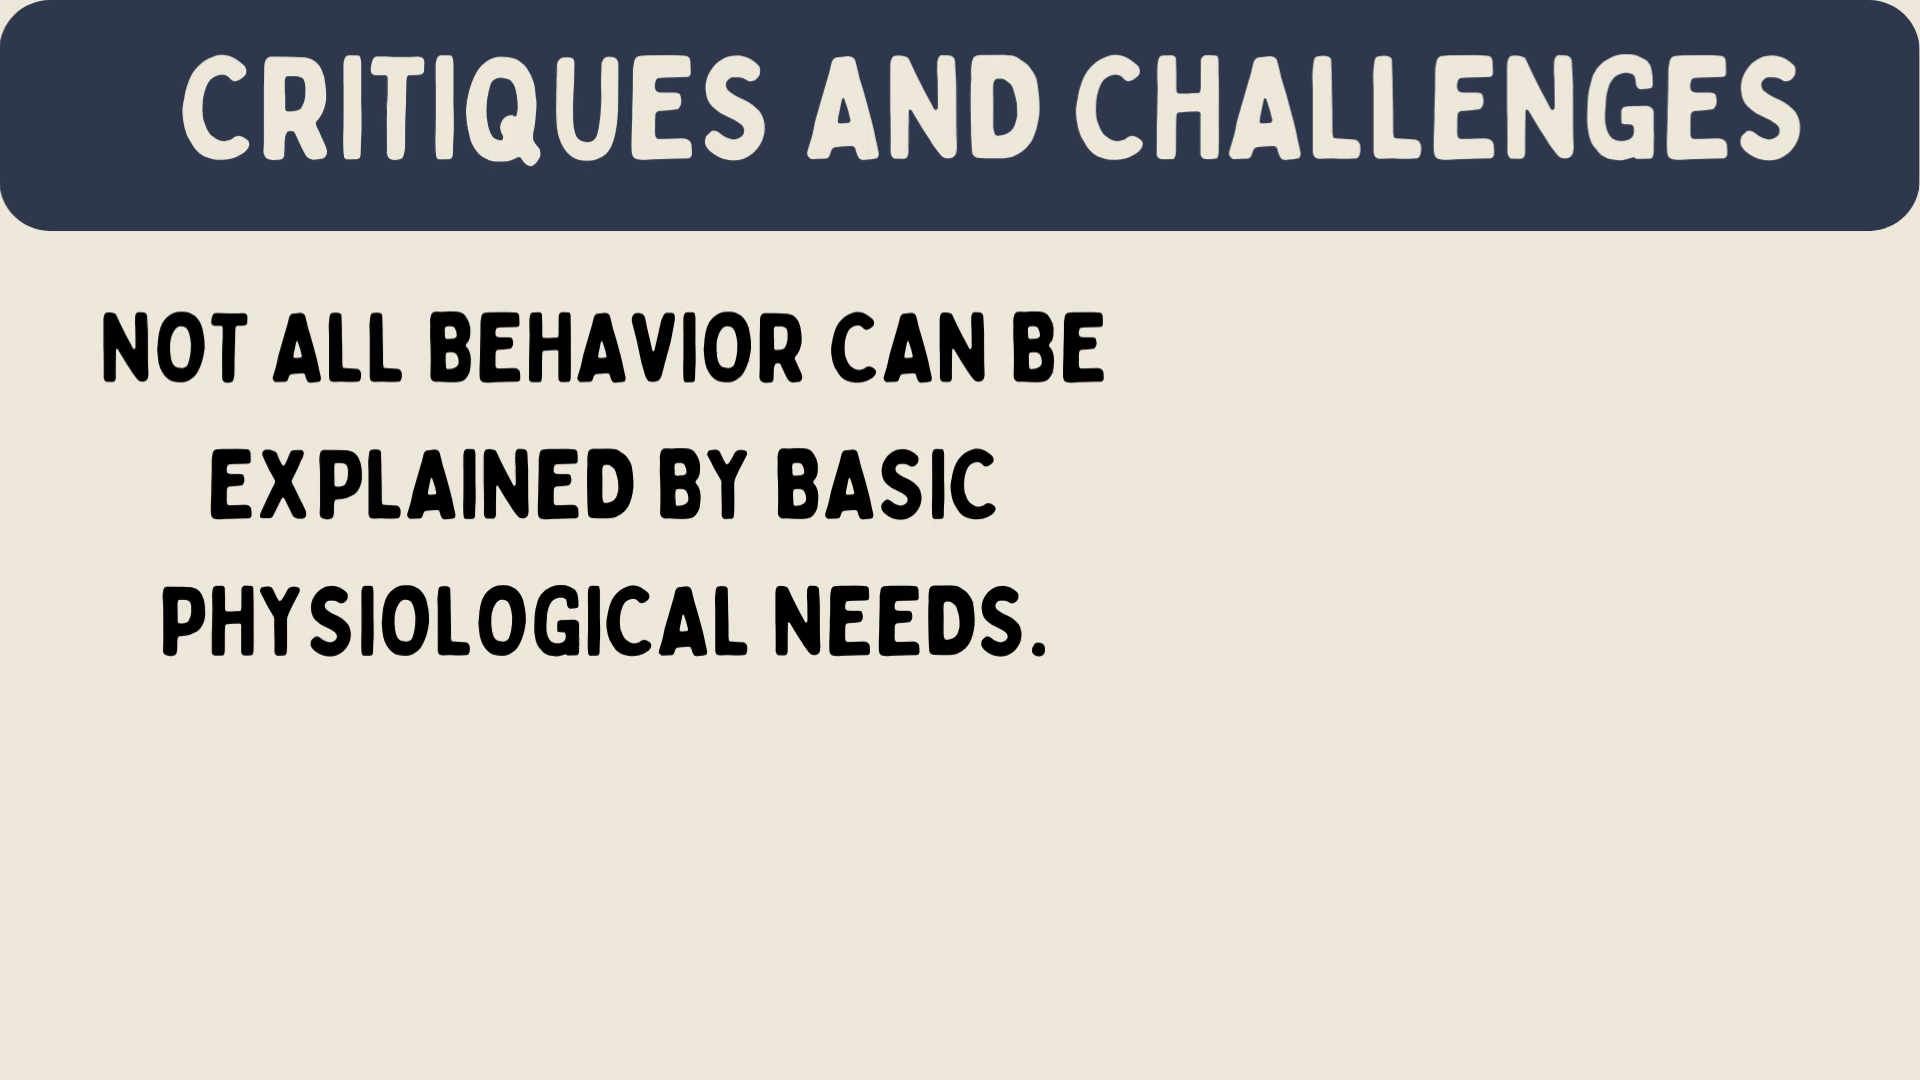 CRITIQUES AND CHALLENGES
NOT ALL BEHAVIOR CAN BE
EXPLAINED BY BASIC
PHYSIOLOGICAL NEEDS.